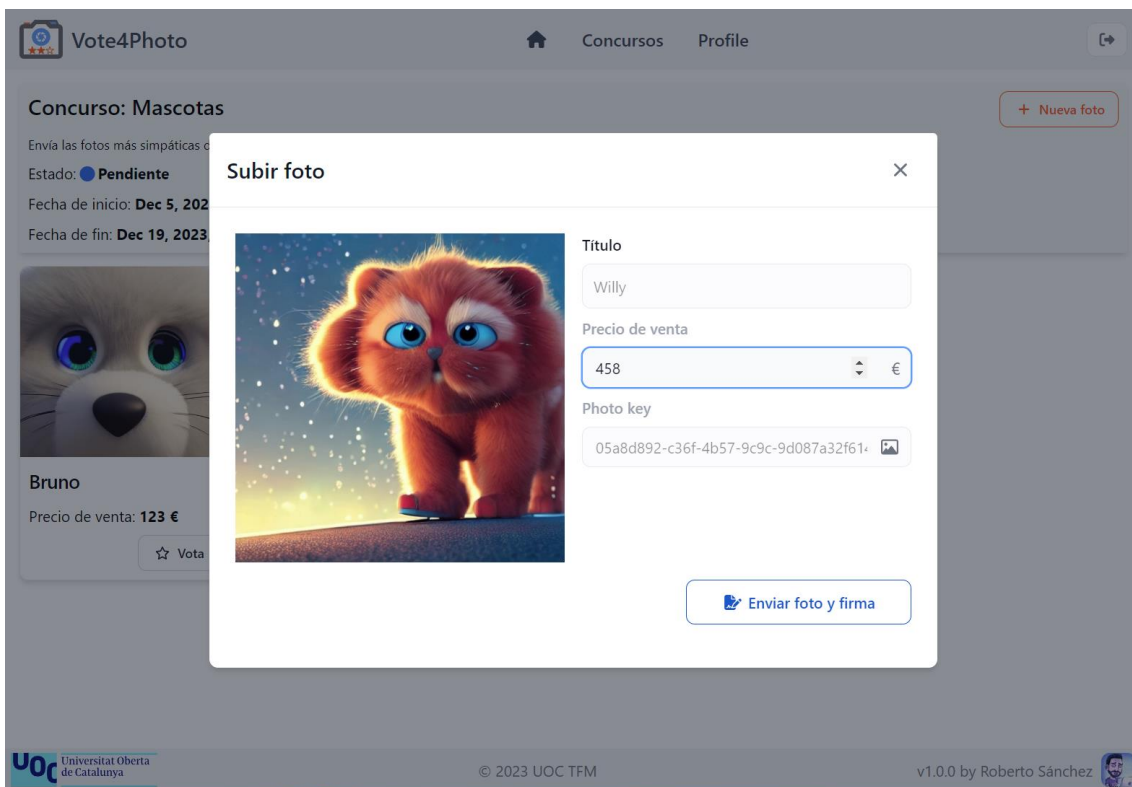 Vote4Photo
Concursos
Profile
Concurso: Mascotas
+ Nueva foto
Envía las fotos más simpáticas
Estado: Pendiente
Fecha de inicio: Dec 5, 202
Fecha de fin: Dec 19, 2023,
Bruno
Precio de venta: 123 €
Vota
Subir foto
Título
Willy
Precio de venta
458 €
Photo key
05a8d892-c36f-4b57-9c9c-9d087a32f614
Enviar foto y firma
UOC Universitat Oberta
de Catalunya
© 2023 UOC TFM
v1.0.0 by Roberto Sánchez